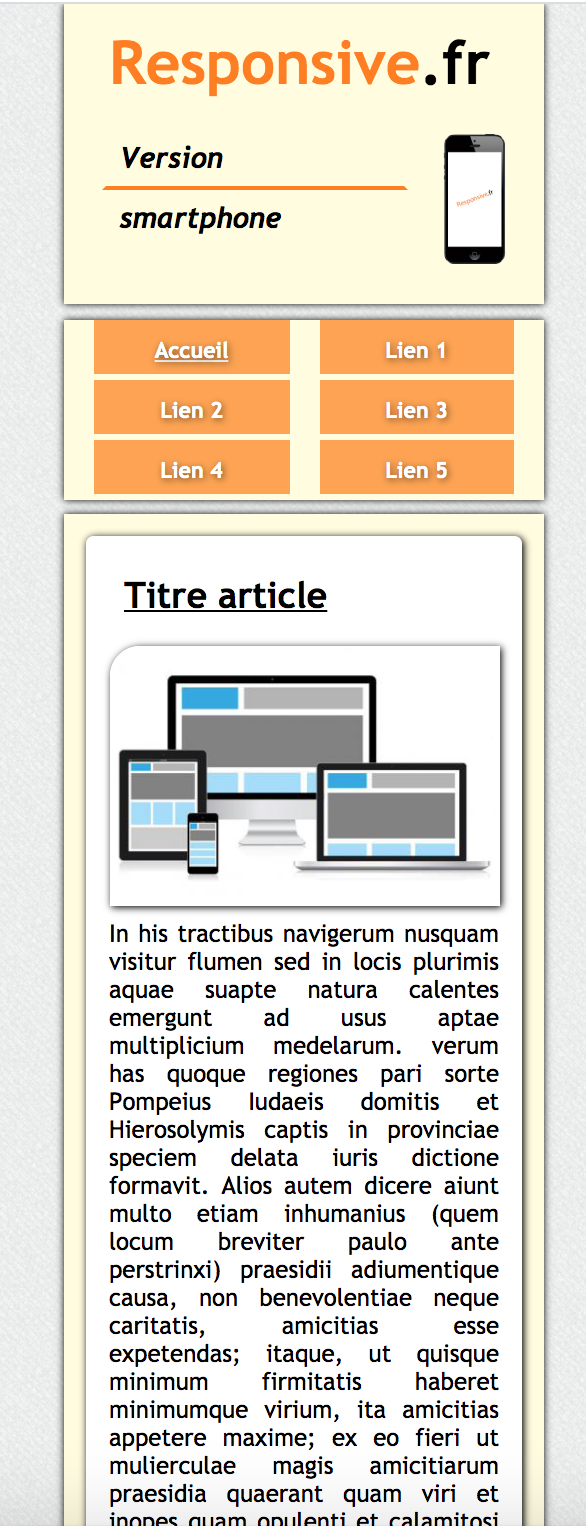 Responsive.fr
Version
smartphone
Responsive.fr
Accueil
Lien 1
Lien 2
Lien 3
Lien 4
Lien 5
Titre article
In his tractibus navigerum nusquam
visitur flumen sed in locis plurimis
aquae suapte natura calentes
emergunt ad usus aptae
multiplicium medelarum. verum
has quoque regiones pari sorte
Pompeius Iudaeis domitis et
Hierosolymis captis in provinciae
speciem delata iuris dictione
formavit. Alios autem dicere aiunt
multo etiam inhumanius (quem
locum breviter paulo ante
perstrinxi) praesidii adiumentique
causa, non benevolentiae neque
caritatis, amicitias esse
expetendas; itaque, ut quisque
minimum firmitatis haberet
minimumque virium, ita amicitias
appetere maxime; ex eo fieri ut
mulierculae magis amicitiarum
praesidia quaerant quam viri et
inopes quam opulenti et calamitosi